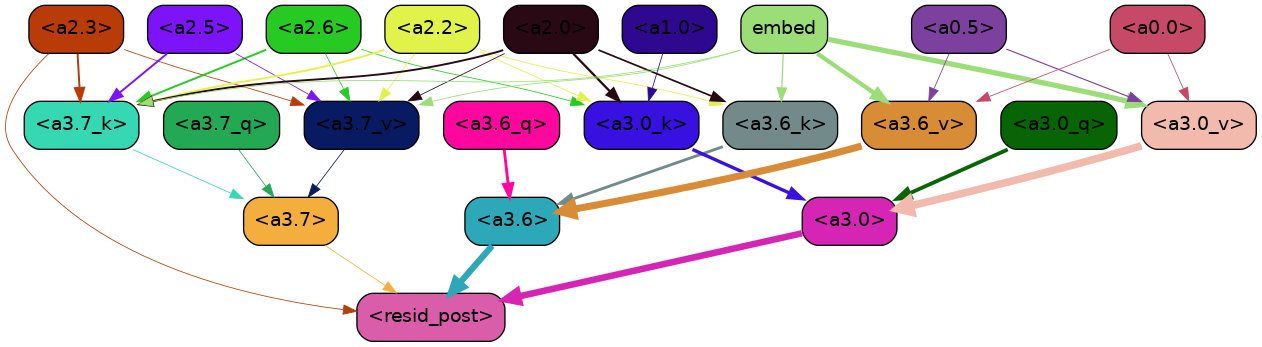 <a2.3> <a2.5> <a2.6> <a2.2> <a2.0> <a1.0> embed <a0.5> <a0.0>
<a3.7_k> <a3.7_q> <a3.7_v> <a3.6_q> <a3.0_k> <a3.6_k> <a3.6_v> <a3.0_q> <a3.0_v>
<a3.7> <a3.6> <a3.0>
<resid_post>